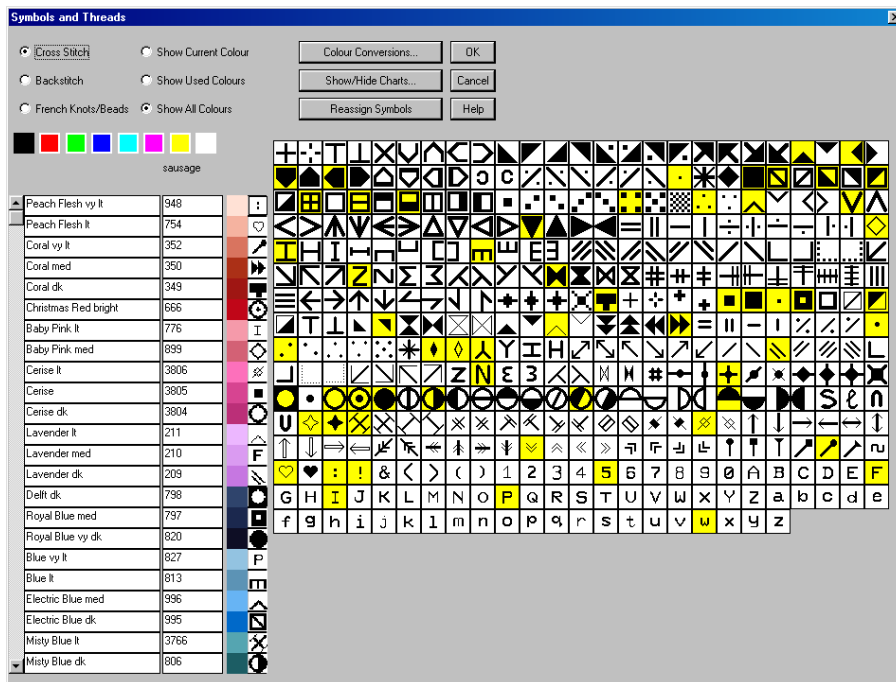 Symbols and Threads
Cross Stitch Show Current Colour Colour Conversions... OK
Backstitch Show Used Colours Show/Hide Charts... Cancel
French Knots/Beads Show All Colours Reassign Symbols Help
sausage
Peach Flesh vy lt 948 :
Peach Flesh lt 754
Coral vy lt 352
Coral med 350
Coral dk 349
Christmas Red bright 666
Baby Pink lt 776 I
Baby Pink med 899
Cerise lt 3806
Cerise 3805
Cerise dk 3804
Lavender lt 211
Lavender med 210 F
Lavender dk 209
Delft dk 798
Royal Blue med 797
Royal Blue vy dk 820
Blue vy lt 827 P
Blue lt 813
Electric Blue med 996
Electric Blue dk 995
Misty Blue lt 3766
Misty Blue dk 806
: ! & ( ) ( ) 1 2 3 4 5 6 7 8 9 0 A B C D E F
G H I J K L M N O P Q R S T U V W X Y Z a b c d e
f g h i j k l m n o p q r s t u v w x y z